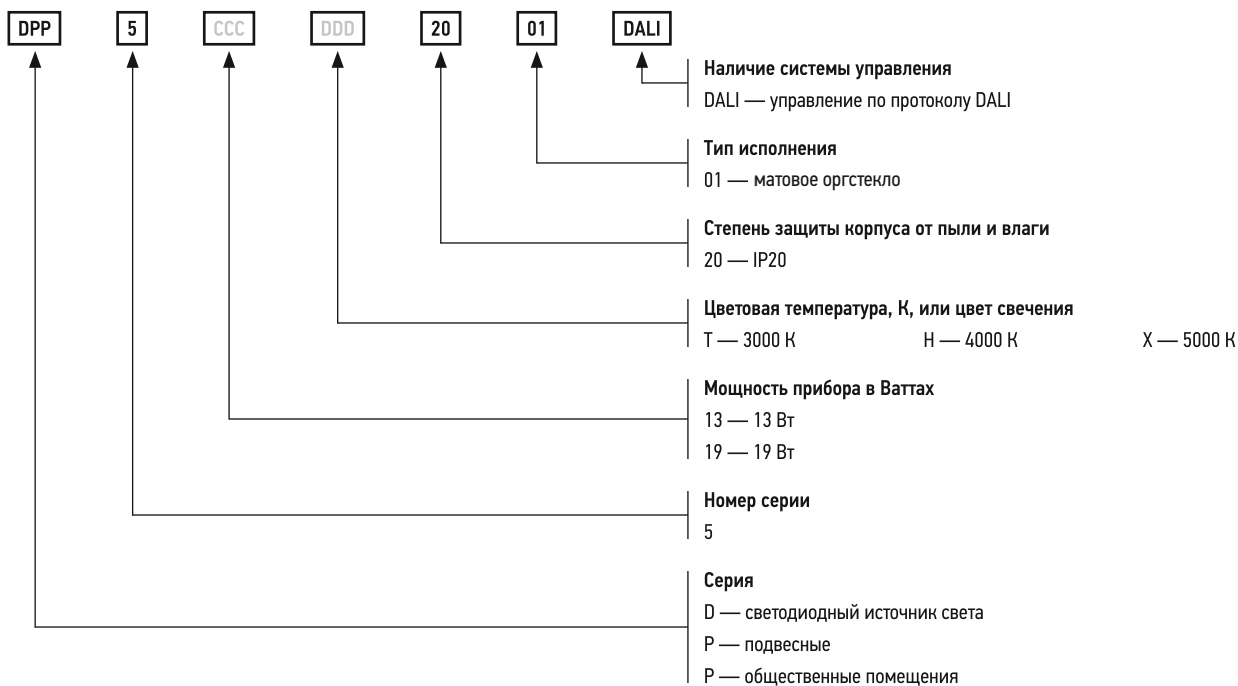 DPP 5 CCC DDD 20 01 DALI
Наличие системы управления
DALI — управление по протоколу DALI
Тип исполнения
01 — матовое оргстекло
Степень защиты корпуса от пыли и влаги
20 — IP20
Цветовая температура, К, или цвет свечения
Т — 3000 К Н — 4000 К Х — 5000 К
Мощность прибора в Ваттах
13 — 13 Вт
19 — 19 Вт
Номер серии
5
Серия
D — светодиодный источник света
P — подвесные
P — общественные помещения